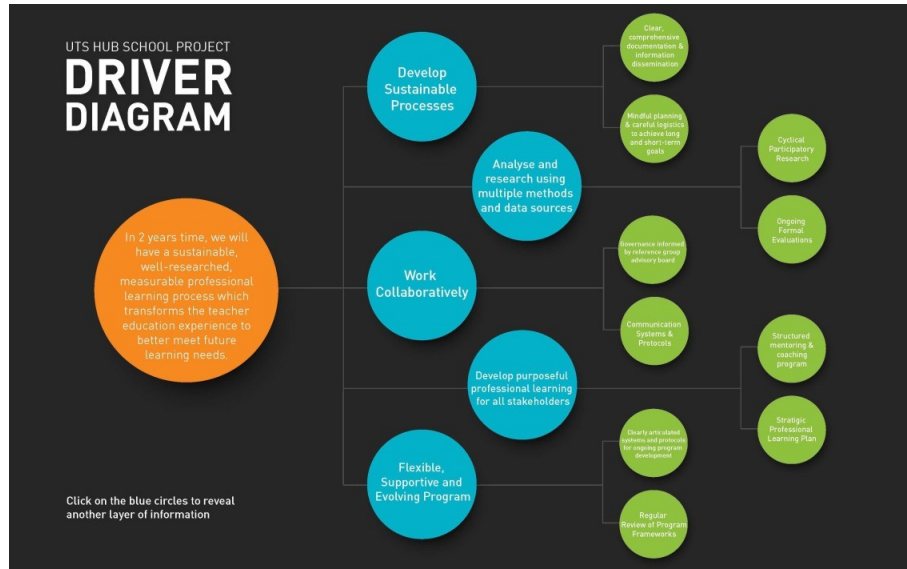 UTS HUB SCHOOL PROJECT
DRIVER
DIAGRAM
In 2 years time, we will
have a sustainable,
well-researched,
measurable professional
learning process which
transforms the teacher
education experience to
better meet future
learning needs.
Develop
Sustainable
Processes
Clear,
comprehensive
documentation &
information
dissemination
Mindful planning
& careful logistics
to achieve long
and short-term
goals
Analyse and
research using
multiple methods
and data sources
Cyctical
Participatory
Research
Ongoing
Formal
Evaluations
Work
Collaboratively
Governance informed
by reference group
advisory board
Communication
Systems &
Protocols
Develop purposeful
professional learning
for all stakeholders
Structured
mentoring &
coaching
program
Stratigic
Professional
Learning Plan
Flexible,
Supportive and
Evolving Program
Clearly articulated
systems and protocols
for ongoing program
development
Regular
Review of Program
Frameworks
Click on the blue circles to reveal
another layer of information